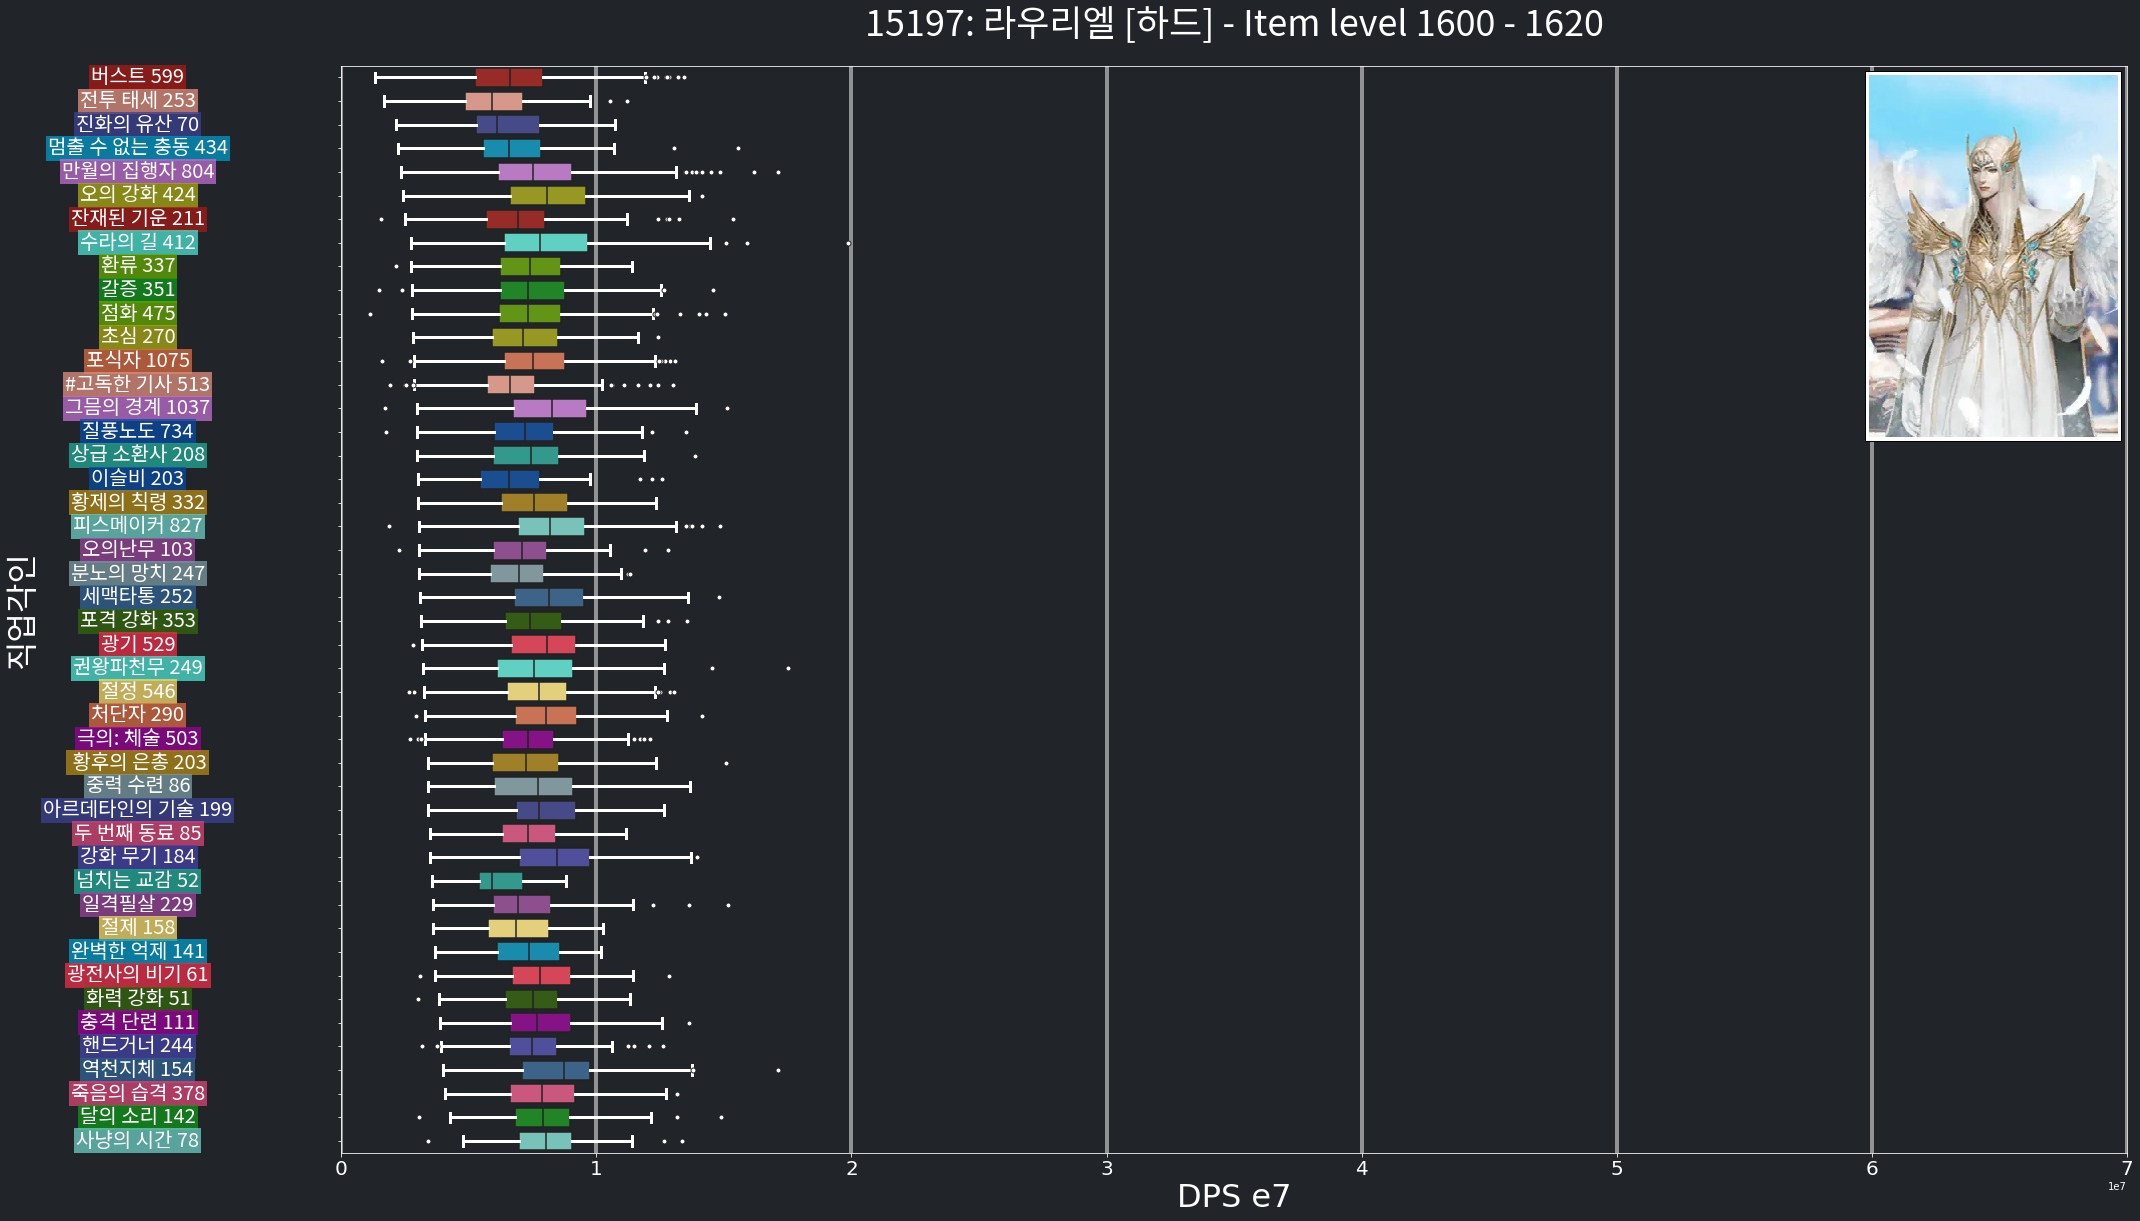 15197: 라우리엘 [하드] - Item level 1600 - 1620
직업각인
버스트 599
전투 태세 253
진화의 유산 70
멈출 수 없는 충동 434
만월의 집행자 804
오의 강화 424
잔재된 기운 211
수라의 길 412
환류 337
갈증 351
점화 475
초심 270
포식자 1075
#고독한 기사 513
그믐의 경계 1037
질풍노도 734
상급 소환사 208
이슬비 203
황제의 칙령 332
피스메이커 827
오의난무 103
분노의 망치 247
세맥타통 252
포격 강화 353
광기 529
권왕파천무 249
절정 546
처단자 290
극의: 체술 503
황후의 은총 203
중력 수련 86
아르데타인의 기술 199
두 번째 동료 85
강화 무기 184
넘치는 교감 52
일격필살 229
절제 158
완벽한 억제 141
광전사의 비기 61
화력 강화 51
충격 단련 111
핸드거너 244
역천지체 154
죽음의 습격 378
달의 소리 142
사냥의 시간 78
0 1 2 3 4 5 6 7
1e7
DPS e7